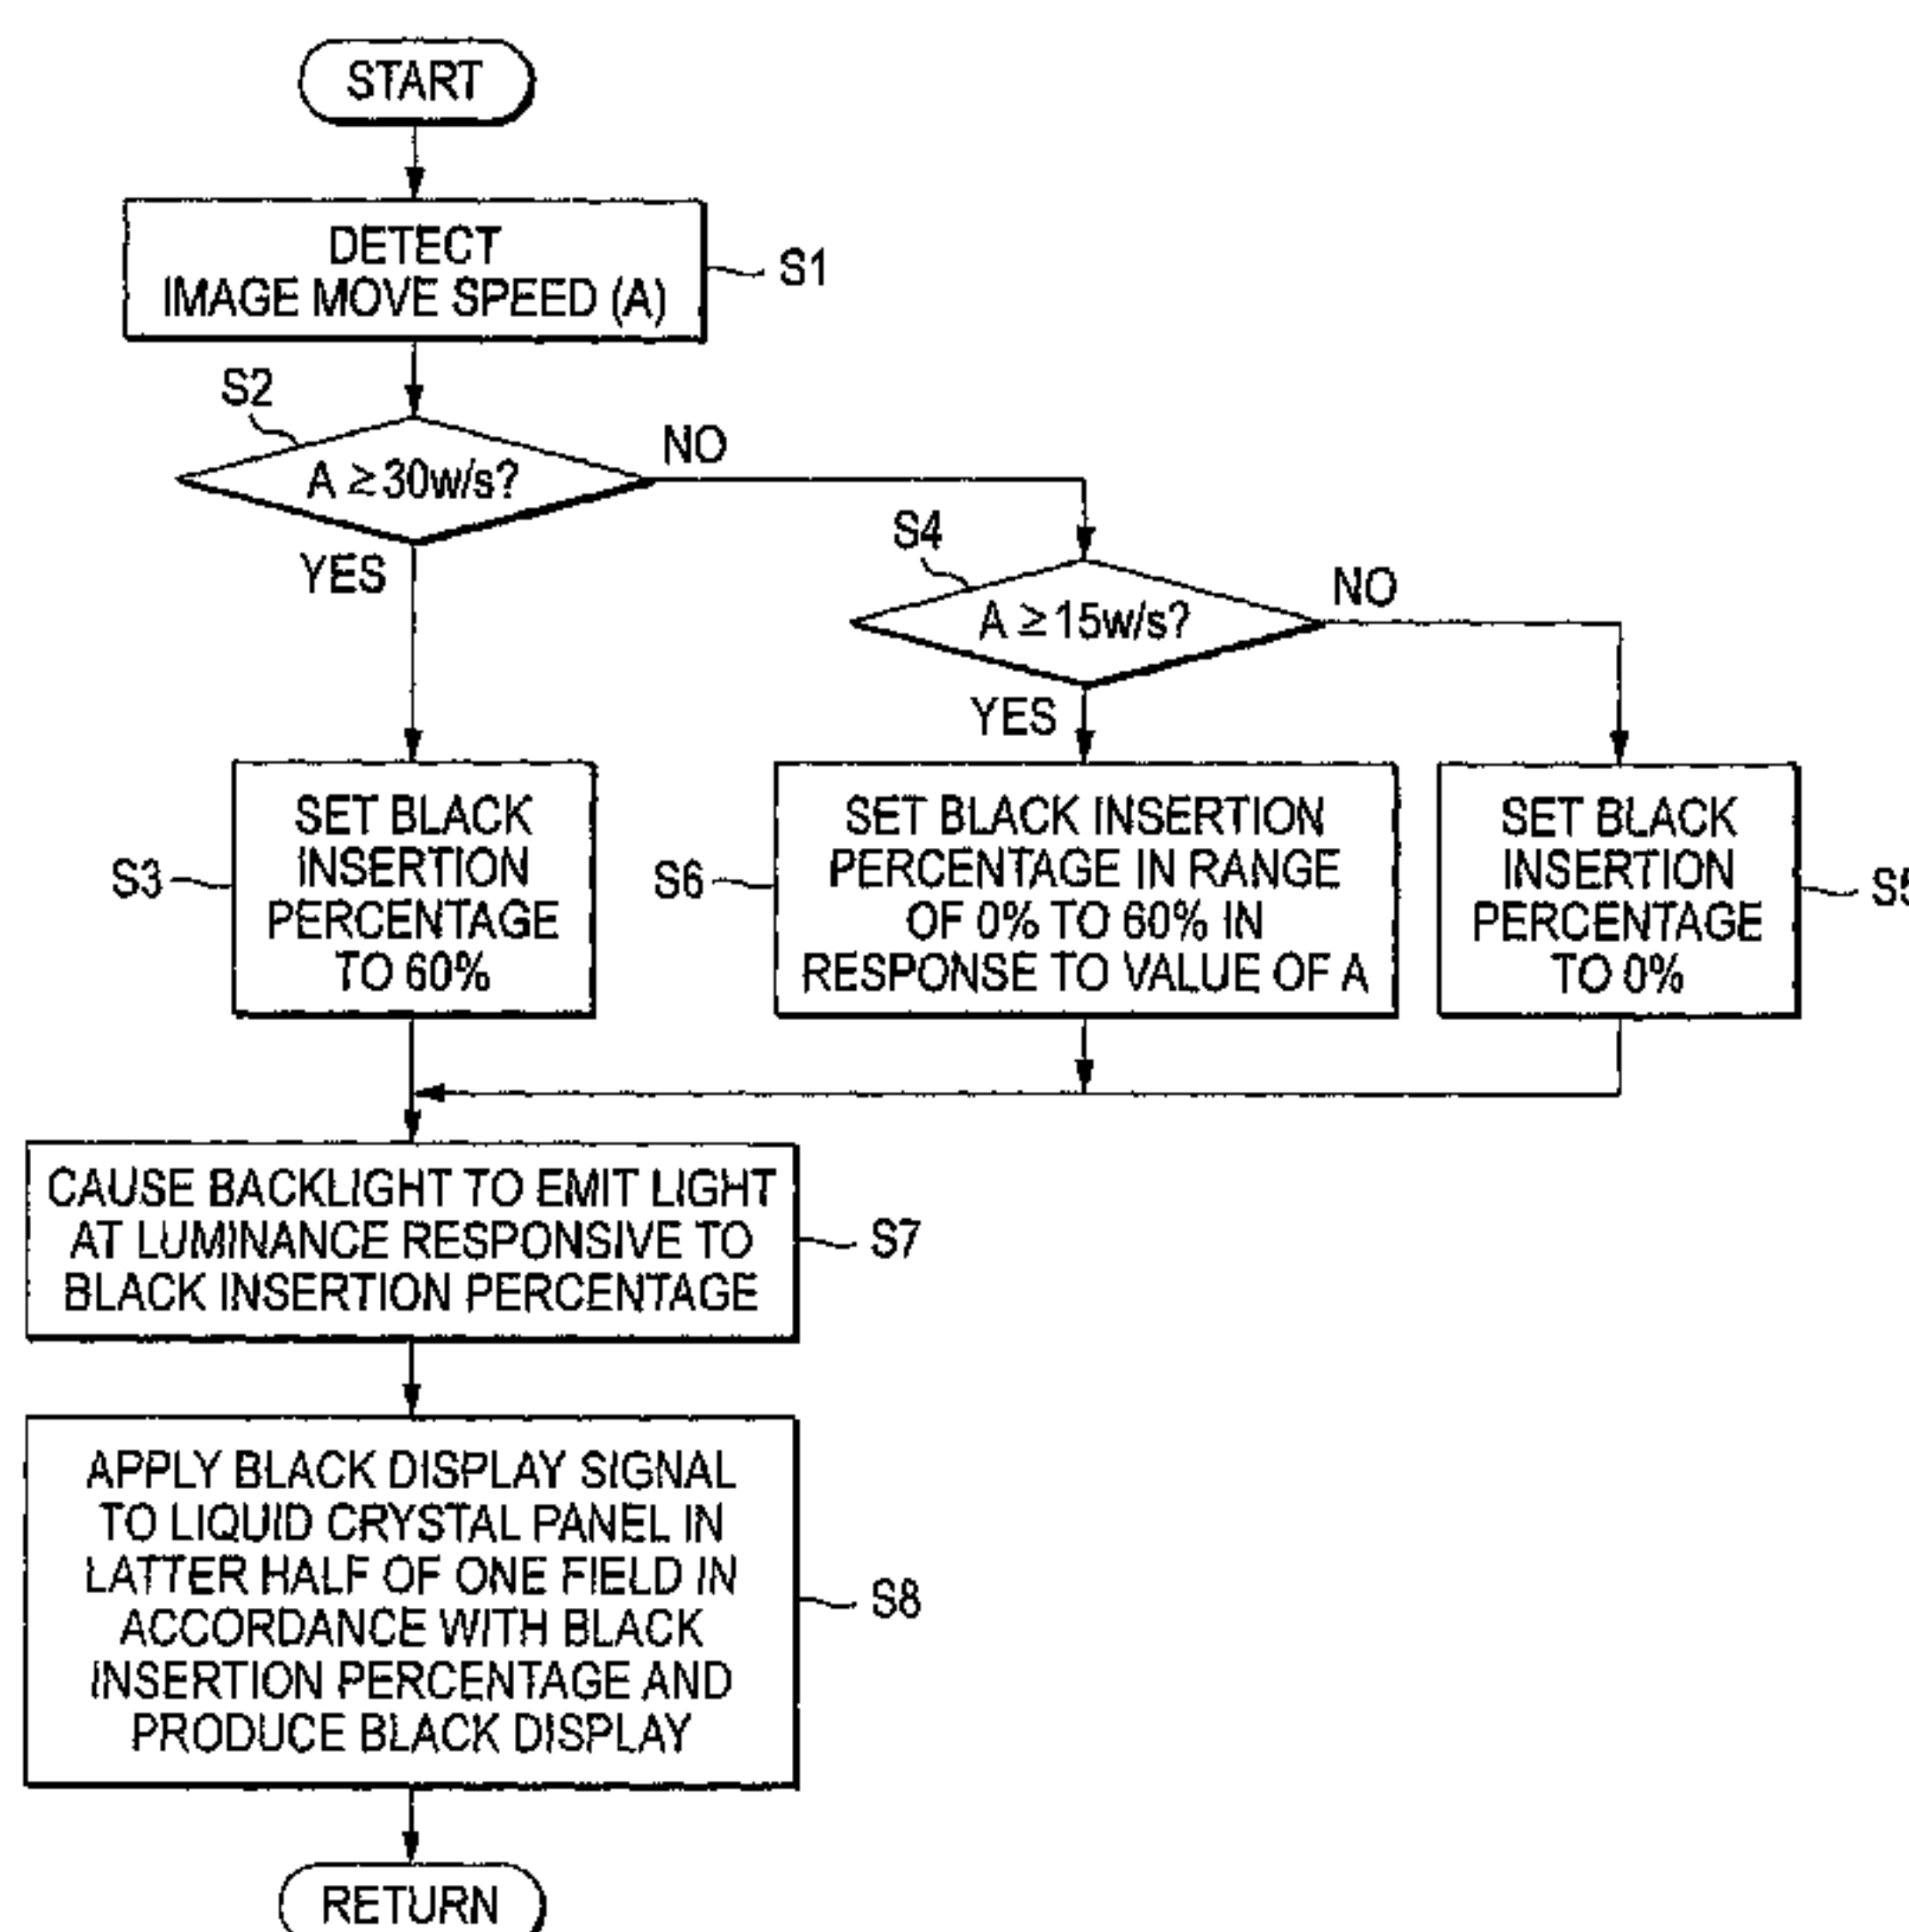 START
DETECT
IMAGE MOVE SPEED (A)
S1
S2
A ≥ 30w/s?
NO
YES
S4
A ≥ 15w/s?
NO
YES
S3
SET BLACK
INSERTION
PERCENTAGE
TO 60%
S6
SET BLACK INSERTION
PERCENTAGE IN RANGE
OF 0% TO 60% IN
RESPONSE TO VALUE OF A
SET BLACK
INSERTION
PERCENTAGE
TO 0%
S5
CAUSE BACKLIGHT TO EMIT LIGHT
AT LUMINANCE RESPONSIVE TO
BLACK INSERTION PERCENTAGE
S7
APPLY BLACK DISPLAY SIGNAL
TO LIQUID CRYSTAL PANEL IN
LATTER HALF OF ONE FIELD IN
ACCORDANCE WITH BLACK
INSERTION PERCENTAGE AND
PRODUCE BLACK DISPLAY
S8
RETURN